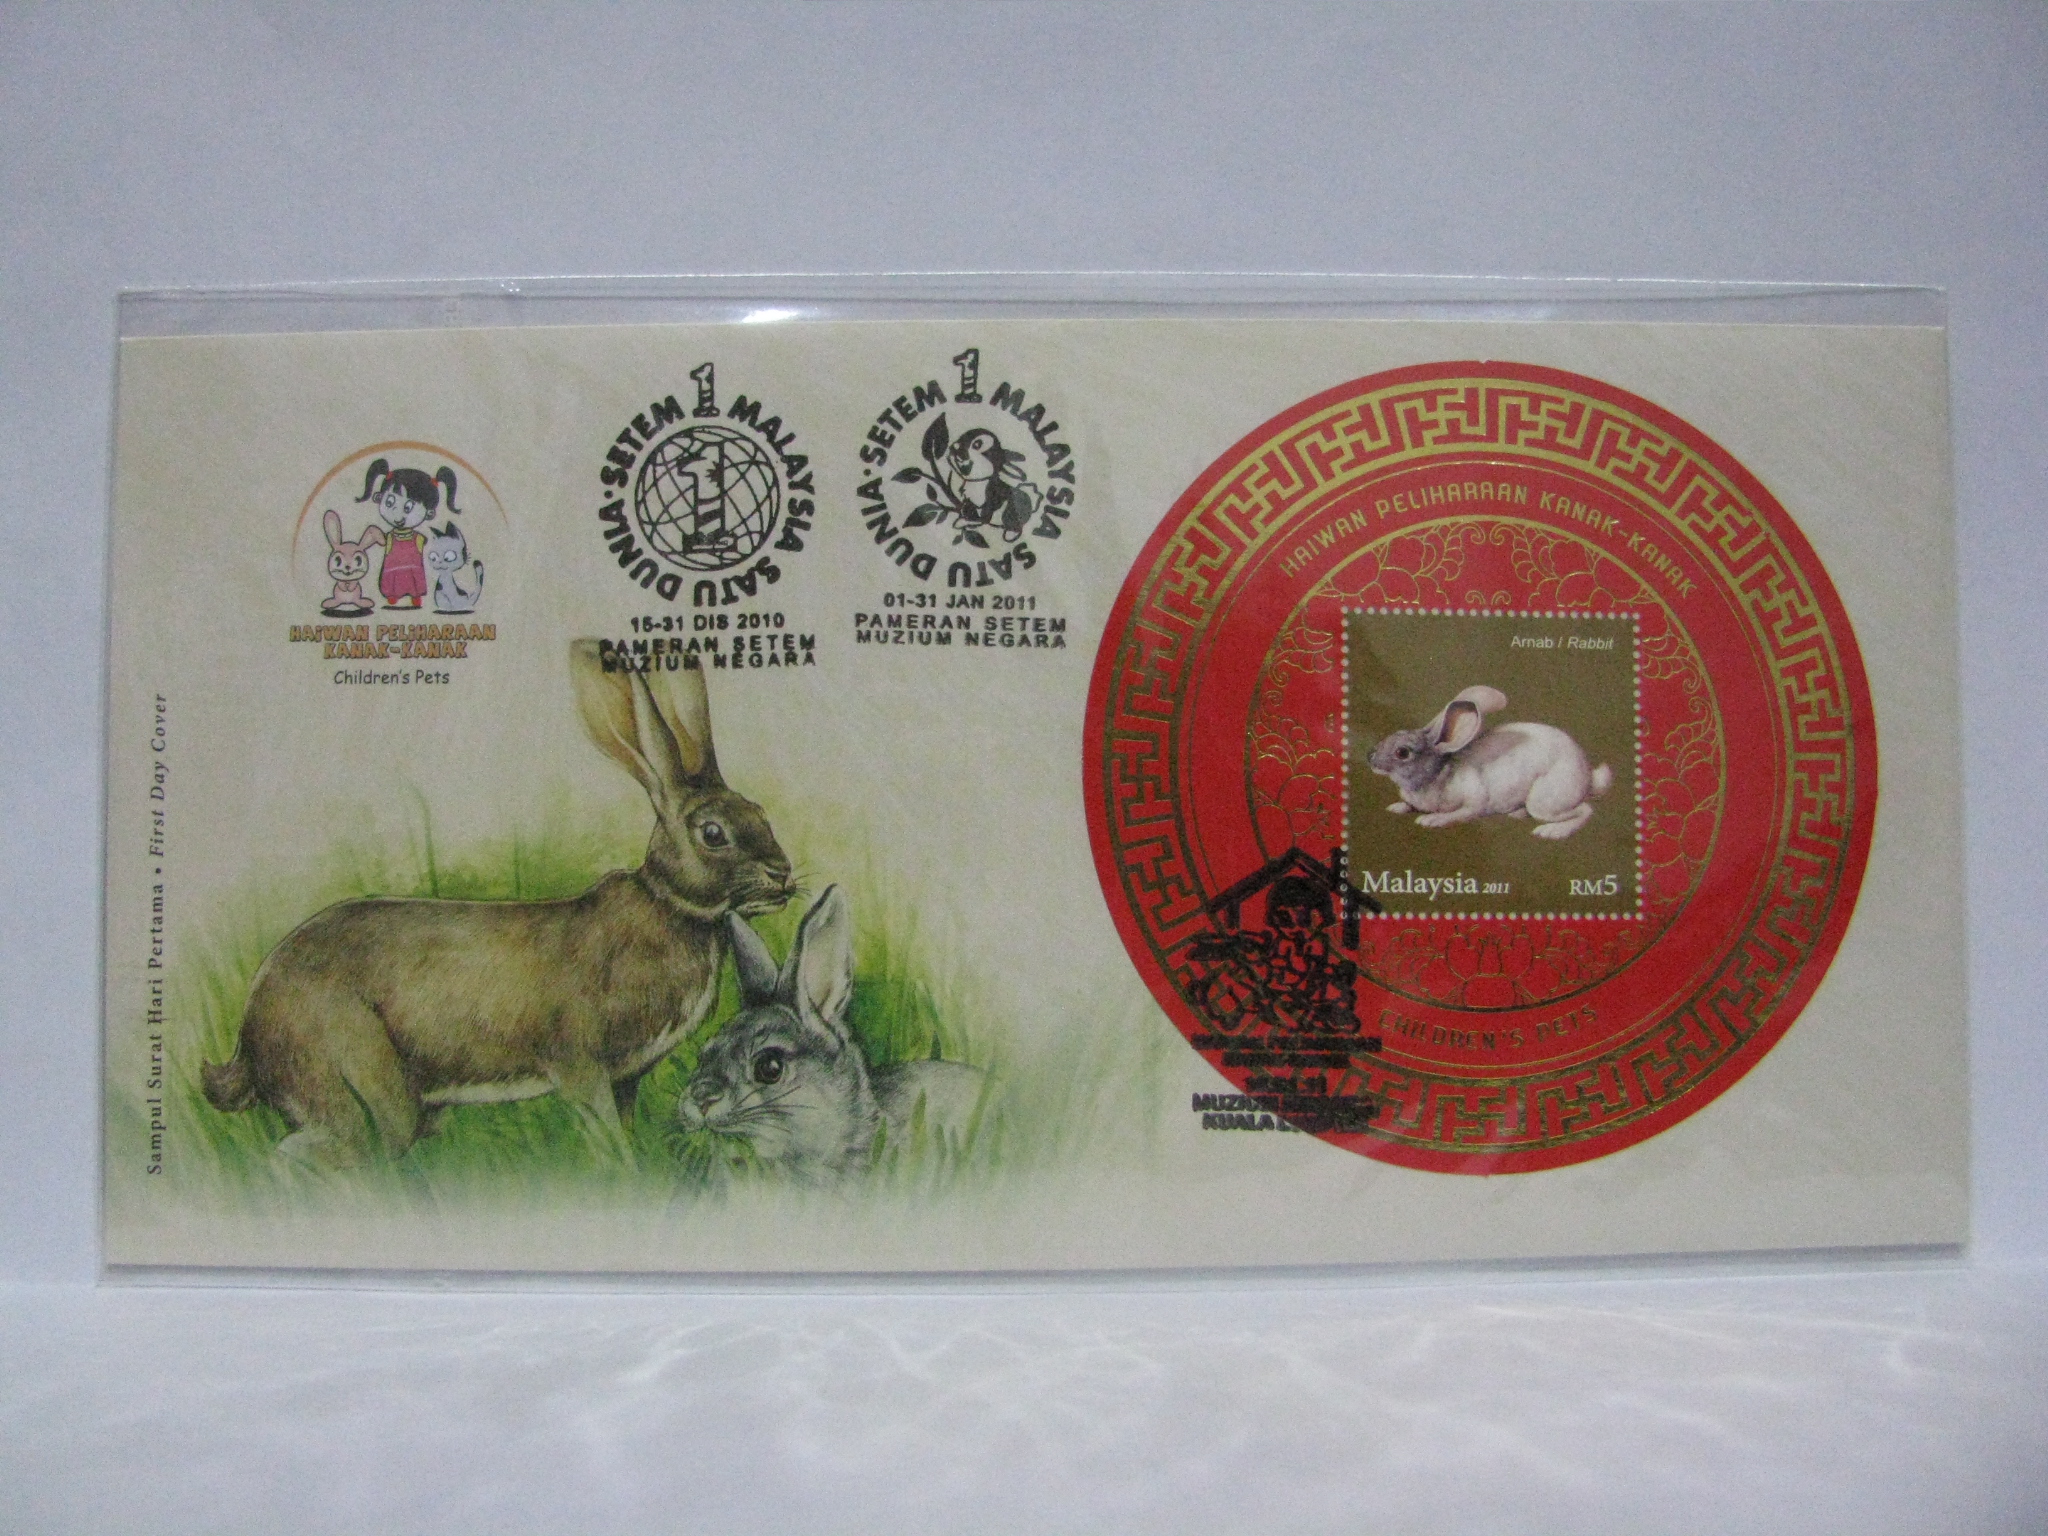 HAIWAN PELIHARAAN
KANAK-KANAK
Children's Pets
SETEM 1 MALAYSIA SATU DUNIA
1
15-31 DIS 2010
PAMERAN SETEM
MUZIUM NEGARA
SETEM 1 MALAYSIA SATU DUNIA
01-31 JAN 2011
PAMERAN SETEM
MUZIUM NEGARA
Sampul Surat Hari Pertama • First Day Cover
HAIWAN PELIHARAAN KANAK-KANAK
Arnab / Rabbit
Malaysia 2011 RM5
CHILDREN'S PETS
MUZIUM
KUALA